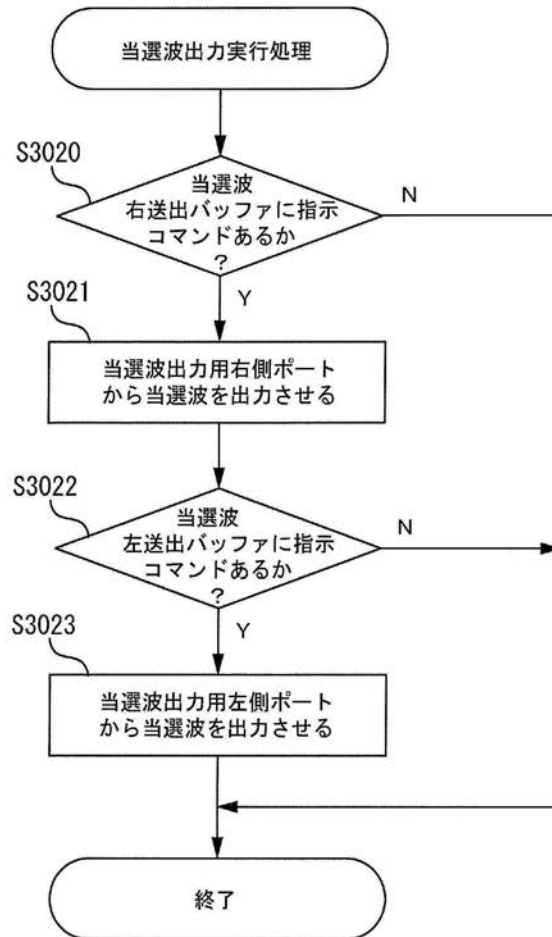 当選波出力実行処理
S3020
当選波
右送出バッファに指示
コマンドあるか
?
N
Y
S3021
当選波出力用右側ポート
から当選波を出力させる
S3022
当選波
左送出バッファに指示
コマンドあるか
?
N
Y
S3023
当選波出力用左側ポート
から当選波を出力させる
終了